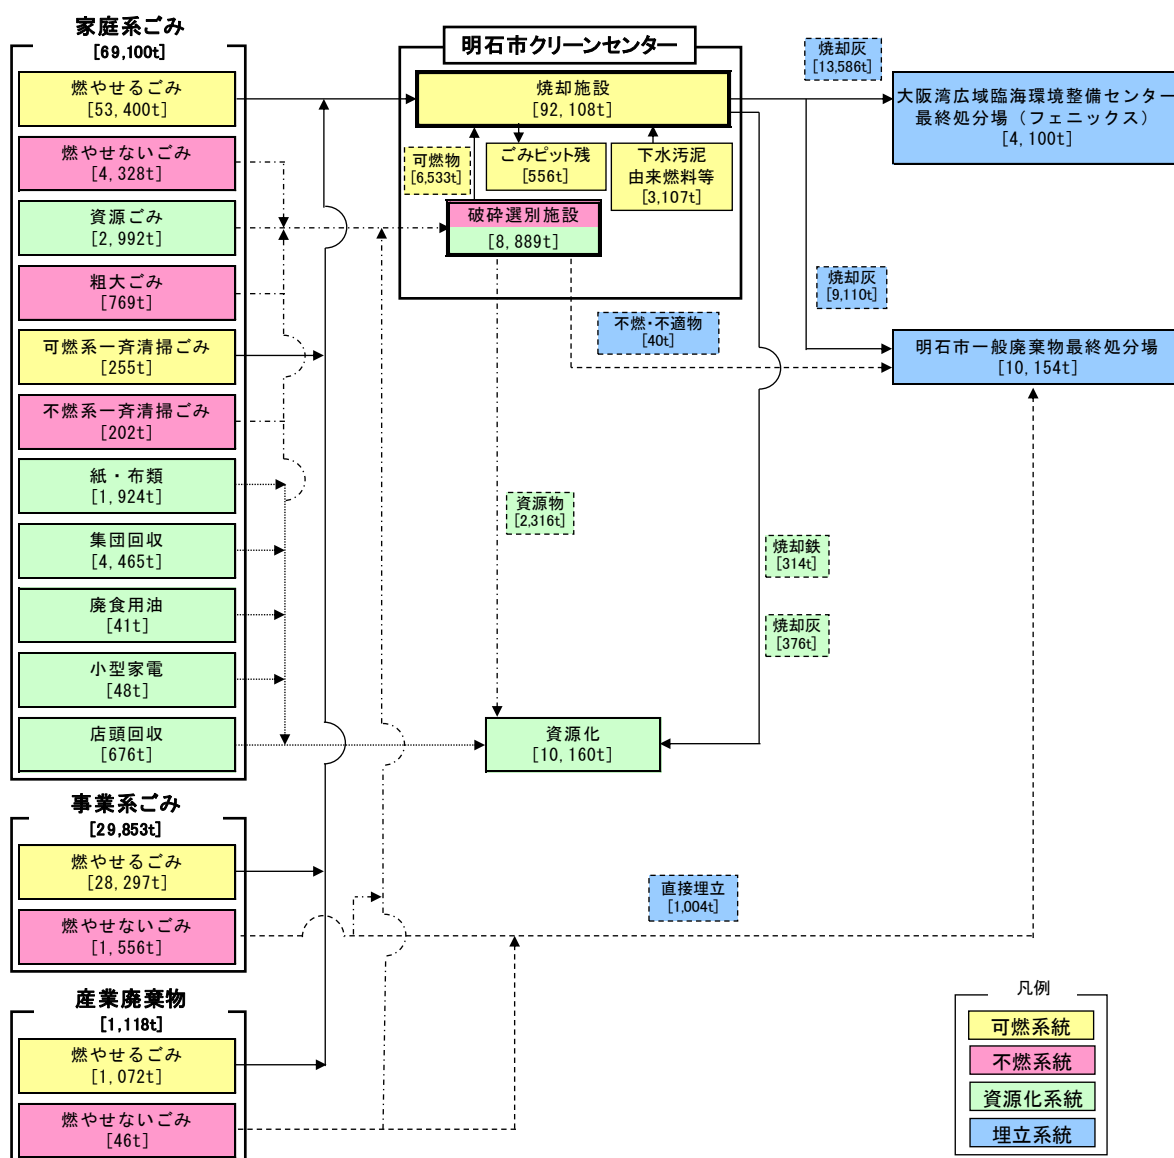 家庭系ごみ
[69,100t]
燃やせるごみ
[53,400t]
燃やせないごみ
[4,328t]
資源ごみ
[2,992t]
粗大ごみ
[769t]
可燃系一斉清掃ごみ
[255t]
不燃系一斉清掃ごみ
[202t]
紙・布類
[1,924t]
集団回収
[4,465t]
廃食用油
[41t]
小型家電
[48t]
店頭回収
[676t]
事業系ごみ
[29,853t]
燃やせるごみ
[28,297t]
燃やせないごみ
[1,556t]
産業廃棄物
[1,118t]
燃やせるごみ
[1,072t]
燃やせないごみ
[46t]
明石市クリーンセンター
焼却施設
[92,108t]
可燃物
[6,533t]
ごみピット残
[556t]
下水汚泥
由来燃料等
[3,107t]
破砕選別施設
[8,889t]
不燃・不適物
[40t]
資源物
[2,316t]
焼却鉄
[314t]
焼却灰
[376t]
資源化
[10,160t]
直接埋立
[1,004t]
焼却灰
[13,586t]
大阪湾広域臨海環境整備センター
最終処分場（フェニックス）
[4,100t]
焼却灰
[9,110t]
明石市一般廃棄物最終処分場
[10,154t]
凡例
可燃系統
不燃系統
資源化系統
埋立系統